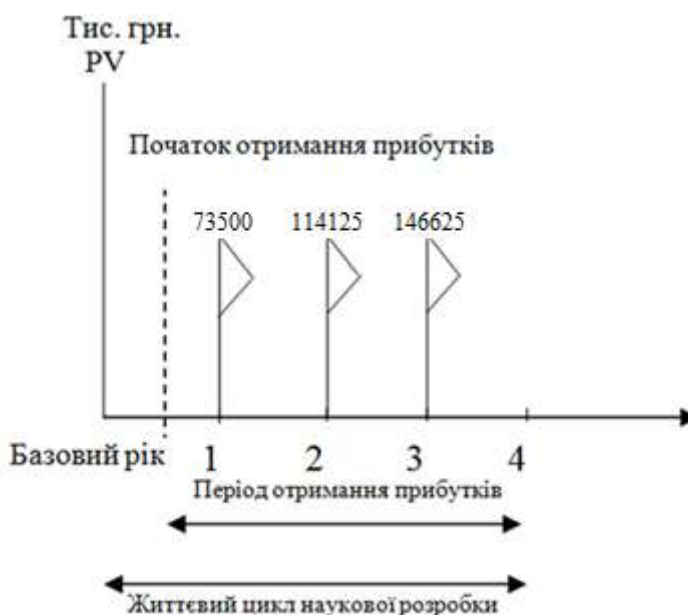 Тис. грн.
PV
Початок отримання прибутків
73500 114125 146625
Базовий рік 1 2 3 4
Період отримання прибутків
Життєвий цикл наукової розробки